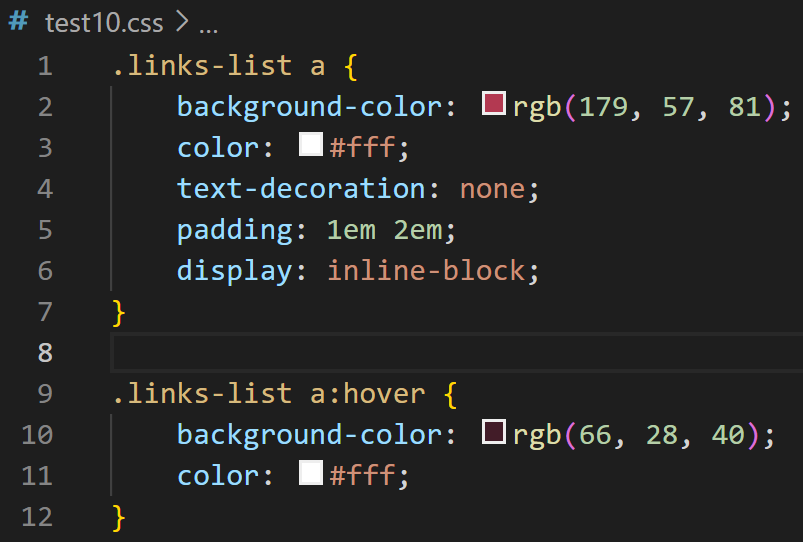 # test10.css > ...
1 .links-list a {
2 background-color: rgb(179, 57, 81);
3 color: #fff;
4 text-decoration: none;
5 padding: 1em 2em;
6 display: inline-block;
7 }
8
9 .links-list a:hover {
10 background-color: rgb(66, 28, 40);
11 color: #fff;
12 }